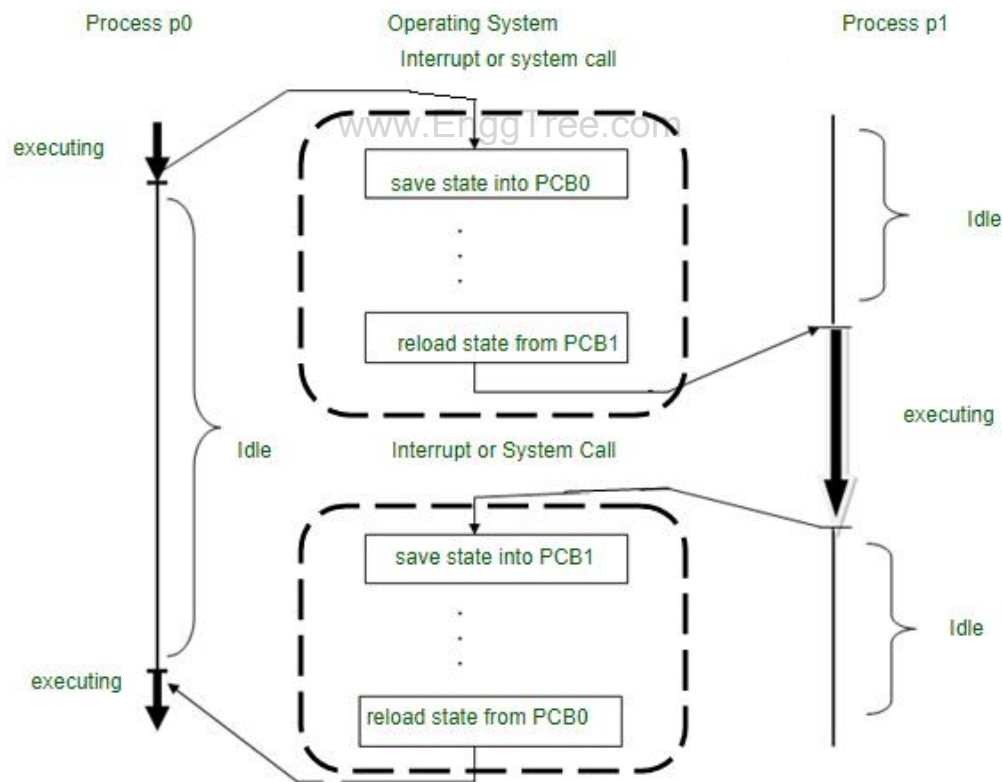 Process p0
Operating System
Process p1
Interrupt or system call
www.EnggTree.com
executing
save state into PCB0
Idle
reload state from PCB1
executing
Idle
Interrupt or System Call
save state into PCB1
Idle
executing
reload state from PCB0